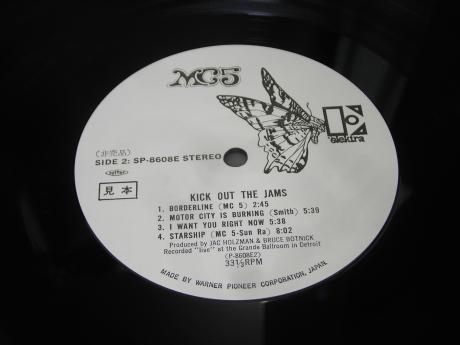 MC5
elektra
(非売品)
SIDE 2: SP-8608E STEREO
見本
KICK OUT THE JAMS
1. BORDERLINE (MC 5) 2:45
2. MOTOR CITY IS BURNING (Smith) 5:39
3. I WANT YOU RIGHT NOW 5:38
4. STARSHIP (MC 5-Sun Ra) 8:02
Produced by JAC HOLZMAN & BRUCE BOTNICK
Recorded "live" at the Grande Ballroom in Detroit
(P-8608E2)
33⅓RPM
MADE BY WARNER PIONEER CORPORATION, JAPAN.